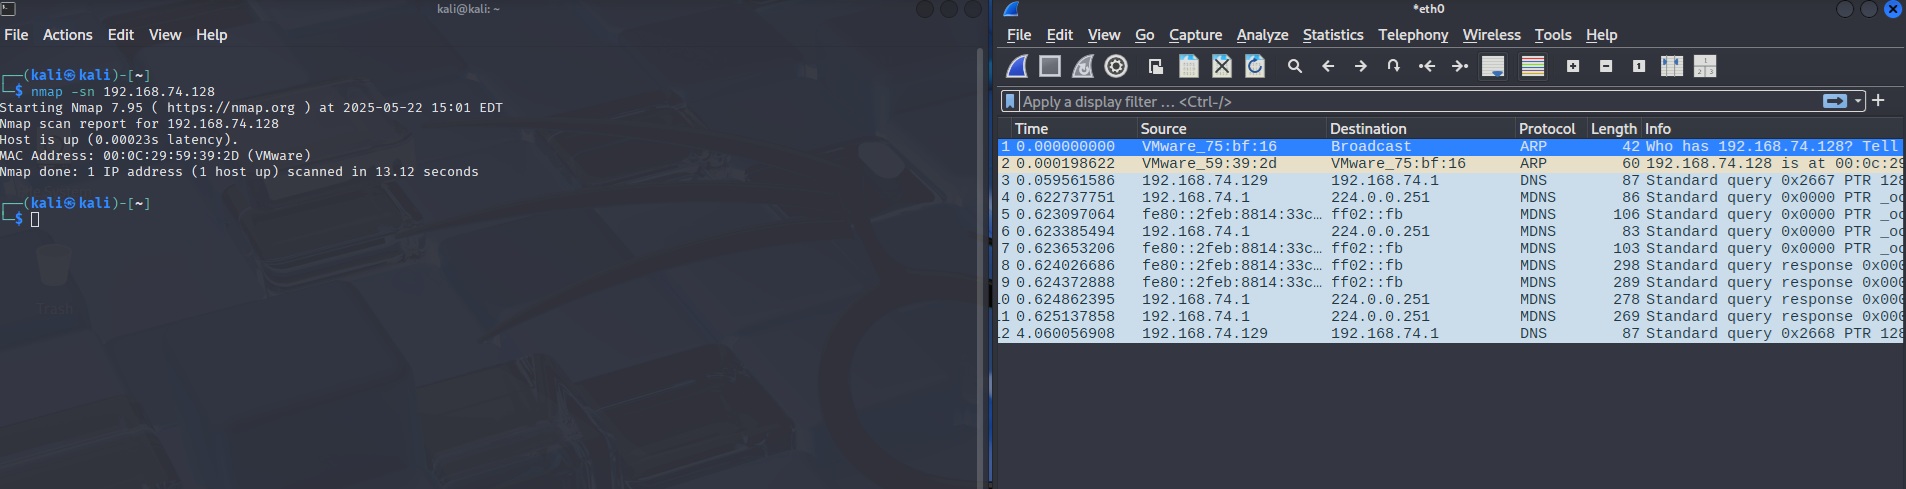 kali@kali: ~
File Actions Edit View Help
┌──(kali㉿kali)-[~]
└─$ nmap -sn 192.168.74.128
Starting Nmap 7.95 ( https://nmap.org ) at 2025-05-22 15:01 EDT
Nmap scan report for 192.168.74.128
Host is up (0.00023s latency).
MAC Address: 00:0C:29:59:39:2D (VMware)
Nmap done: 1 IP address (1 host up) scanned in 13.12 seconds
┌──(kali㉿kali)-[~]
└─$
Trash
*eth0
File Edit View Go Capture Analyze Statistics Telephony Wireless Tools Help
Apply a display filter … <Ctrl-/>
Time Source Destination Protocol Length Info
1 0.000000000 VMware_75:bf:16 Broadcast ARP 42 Who has 192.168.74.128? Tell
2 0.000198622 VMware_59:39:2d VMware_75:bf:16 ARP 60 192.168.74.128 is at 00:0c:29
3 0.059561586 192.168.74.129 192.168.74.1 DNS 87 Standard query 0x2667 PTR 128
4 0.622737751 192.168.74.1 224.0.0.251 MDNS 86 Standard query 0x0000 PTR _oc
5 0.623097064 fe80::2feb:8814:33c… ff02::fb MDNS 106 Standard query 0x0000 PTR _oc
6 0.623385494 192.168.74.1 224.0.0.251 MDNS 83 Standard query 0x0000 PTR _oc
7 0.623653206 fe80::2feb:8814:33c… ff02::fb MDNS 103 Standard query 0x0000 PTR _oc
8 0.624026686 fe80::2feb:8814:33c… ff02::fb MDNS 298 Standard query response 0x000
9 0.624372888 fe80::2feb:8814:33c… ff02::fb MDNS 289 Standard query response 0x000
10 0.624862395 192.168.74.1 224.0.0.251 MDNS 278 Standard query response 0x000
11 0.625137858 192.168.74.1 224.0.0.251 MDNS 269 Standard query response 0x000
12 4.060056908 192.168.74.129 192.168.74.1 DNS 87 Standard query 0x2668 PTR 128